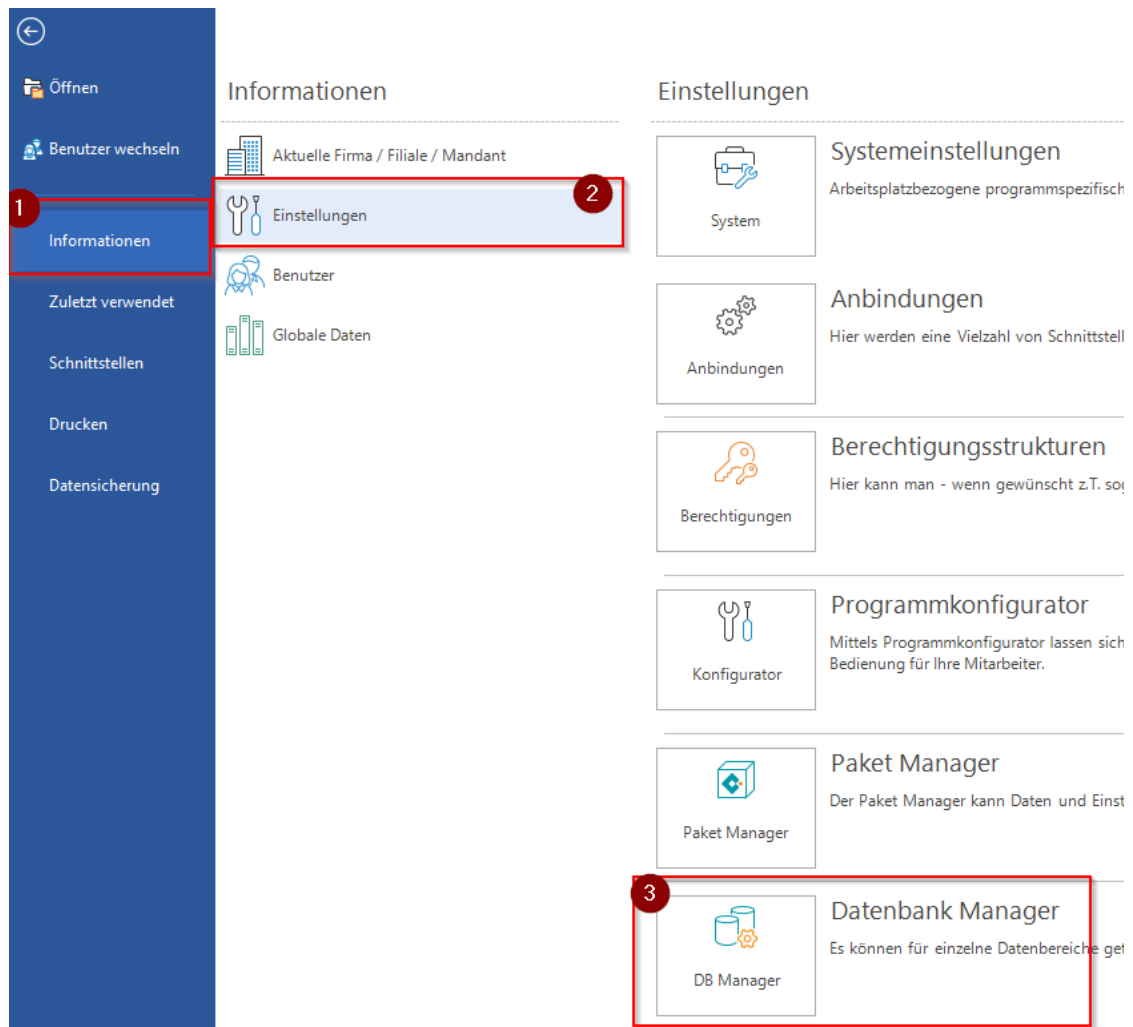 Öffnen
Benutzer wechseln
1
Informationen
Zuletzt verwendet
Schnittstellen
Drucken
Datensicherung
Informationen
Aktuelle Firma / Filiale / Mandant
2
Einstellungen
Benutzer
Globale Daten
Einstellungen
System
Systemeinstellungen
Arbeitsplatzbezogene programmspezifisch
Anbindungen
Anbindungen
Hier werden eine Vielzahl von Schnittstell
Berechtigungen
Berechtigungsstrukturen
Hier kann man - wenn gewünscht z.T. sog
Konfigurator
Programmkonfigurator
Mittels Programmkonfigurator lassen sich
Bedienung für Ihre Mitarbeiter.
Paket Manager
Paket Manager
Der Paket Manager kann Daten und Einst
3
DB Manager
Datenbank Manager
Es können für einzelne Datenbereiche get